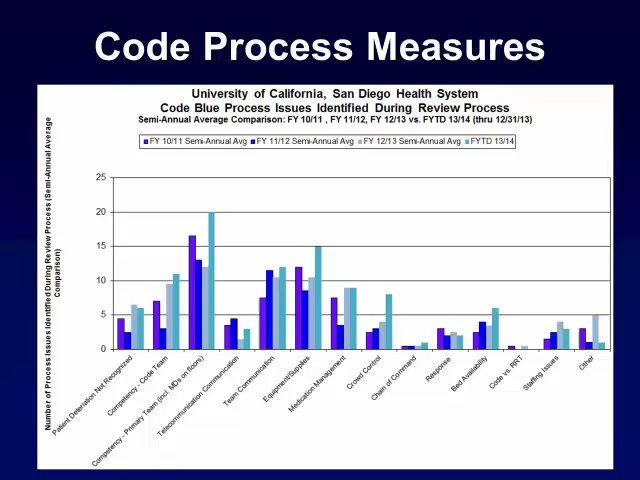 Code Process Measures
University of California, San Diego Health System
Code Blue Process Issues Identified During Review Process
Semi-Annual Average Comparison: FY 10/11 , FY 11/12, FY 12/13 vs. FYTD 13/14 (thru 12/31/13)
FY 10/11 Semi-Annual Avg FY 11/12 Semi-Annual Avg FY 12/13 Semi-Annual Avg FYTD 13/14
Number of Process Issues Identified During Review Process (Semi-Annual Average
Comparison)
25
20
15
10
5
0
Patient Deteriation Not Recognized
Competency - Code Team
Competency - Primary Team (incl. MDs on floors)
Telecommunication Communication
Team Communication
Equipment/Supplies
Medication Management
Crowd Control
Chain of Command
Response
Bed Availability
Code vs. RRT
Staffing Issues
Other